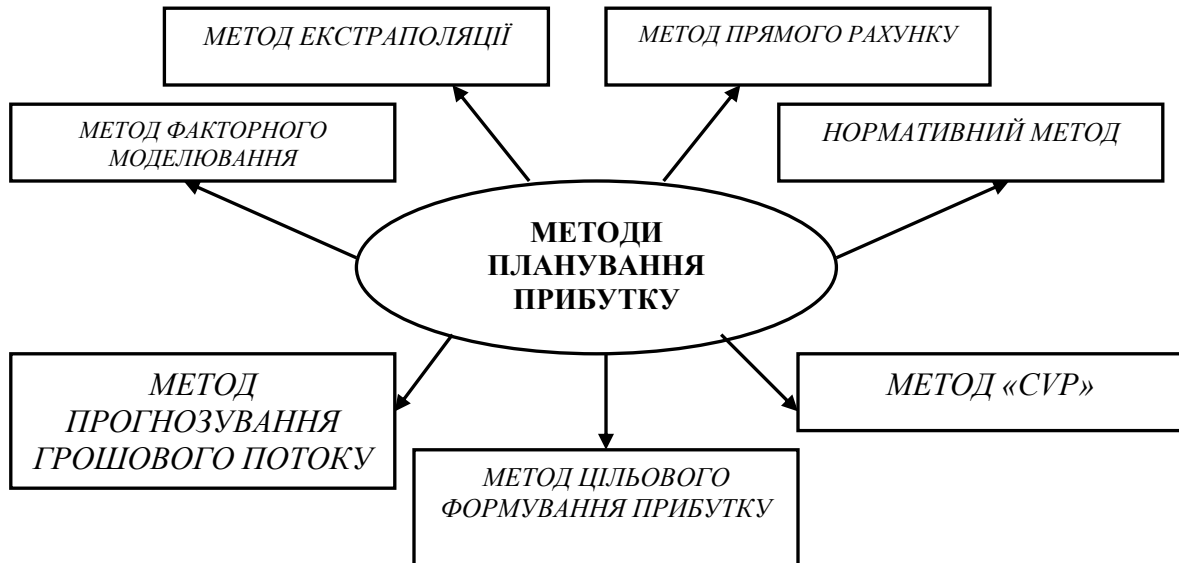 МЕТОД ЕКСТРАПОЛЯЦІЇ
МЕТОД ПРЯМОГО РАХУНКУ
МЕТОД ФАКТОРНОГО
МОДЕЛЮВАННЯ
НОРМАТИВНИЙ МЕТОД
МЕТОДИ
ПЛАНУВАННЯ
ПРИБУТКУ
МЕТОД
ПРОГНОЗУВАННЯ
ГРОШОВОГО ПОТОКУ
МЕТОД «CVP»
МЕТОД ЦІЛЬОВОГО
ФОРМУВАННЯ ПРИБУТКУ